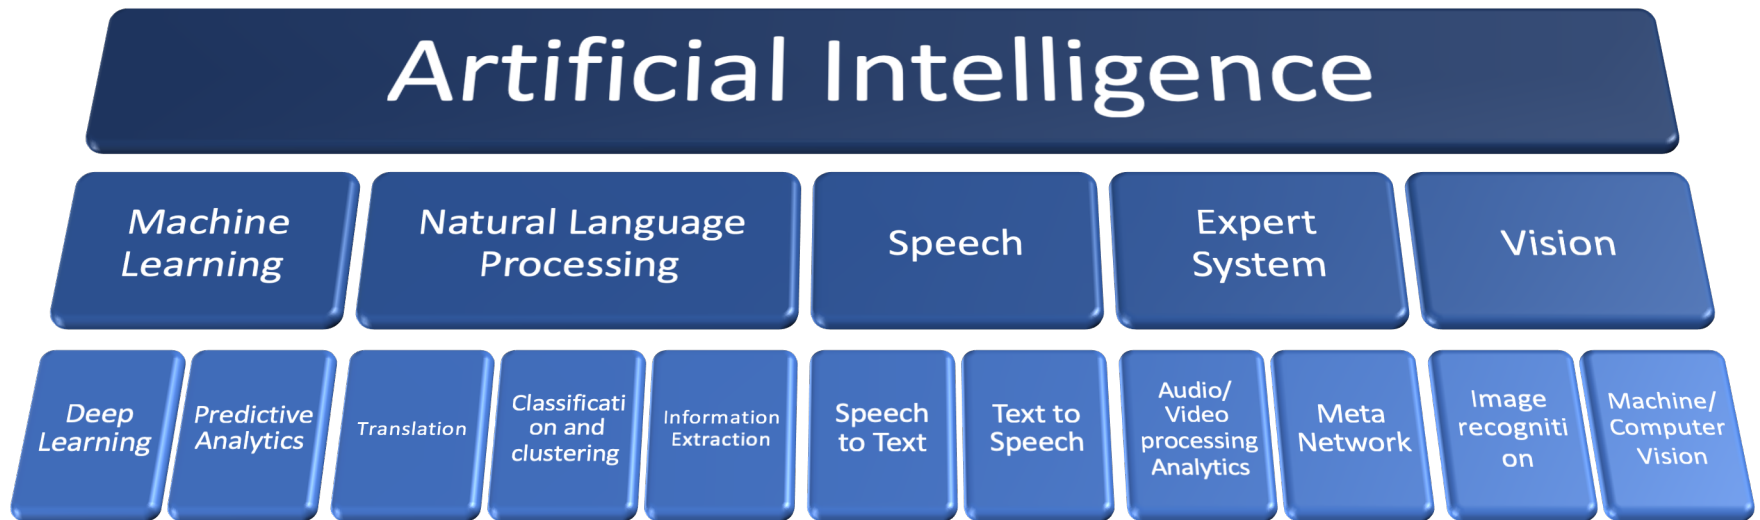 Artificial Intelligence
Machine
Learning
Natural Language
Processing
Speech
Expert
System
Vision
Deep
Learning
Predictive
Analytics
Translation
Classificati
on and
clustering
Information
Extraction
Speech
to Text
Text to
Speech
Audio/
Video
processing
Analytics
Meta
Network
Image
recogniti
on
Machine/
Computer
Vision